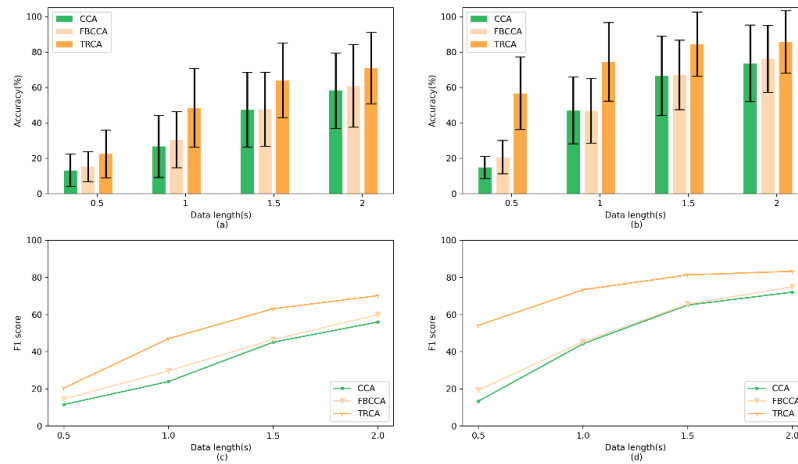 100
80
60
40
20
0
Accuracy(%)
CCA
FBCCA
TRCA
0.5 1 1.5 2
Data length(s)
(a)
100
80
60
40
20
0
Accuracy(%)
CCA
FBCCA
TRCA
0.5 1 1.5 2
Data length(s)
(b)
100
80
60
40
20
0
F1 score
CCA
FBCCA
TRCA
0.5 1.0 1.5 2.0
Data length(s)
(c)
100
80
60
40
20
0
F1 score
CCA
FBCCA
TRCA
0.5 1.0 1.5 2.0
Data length(s)
(d)